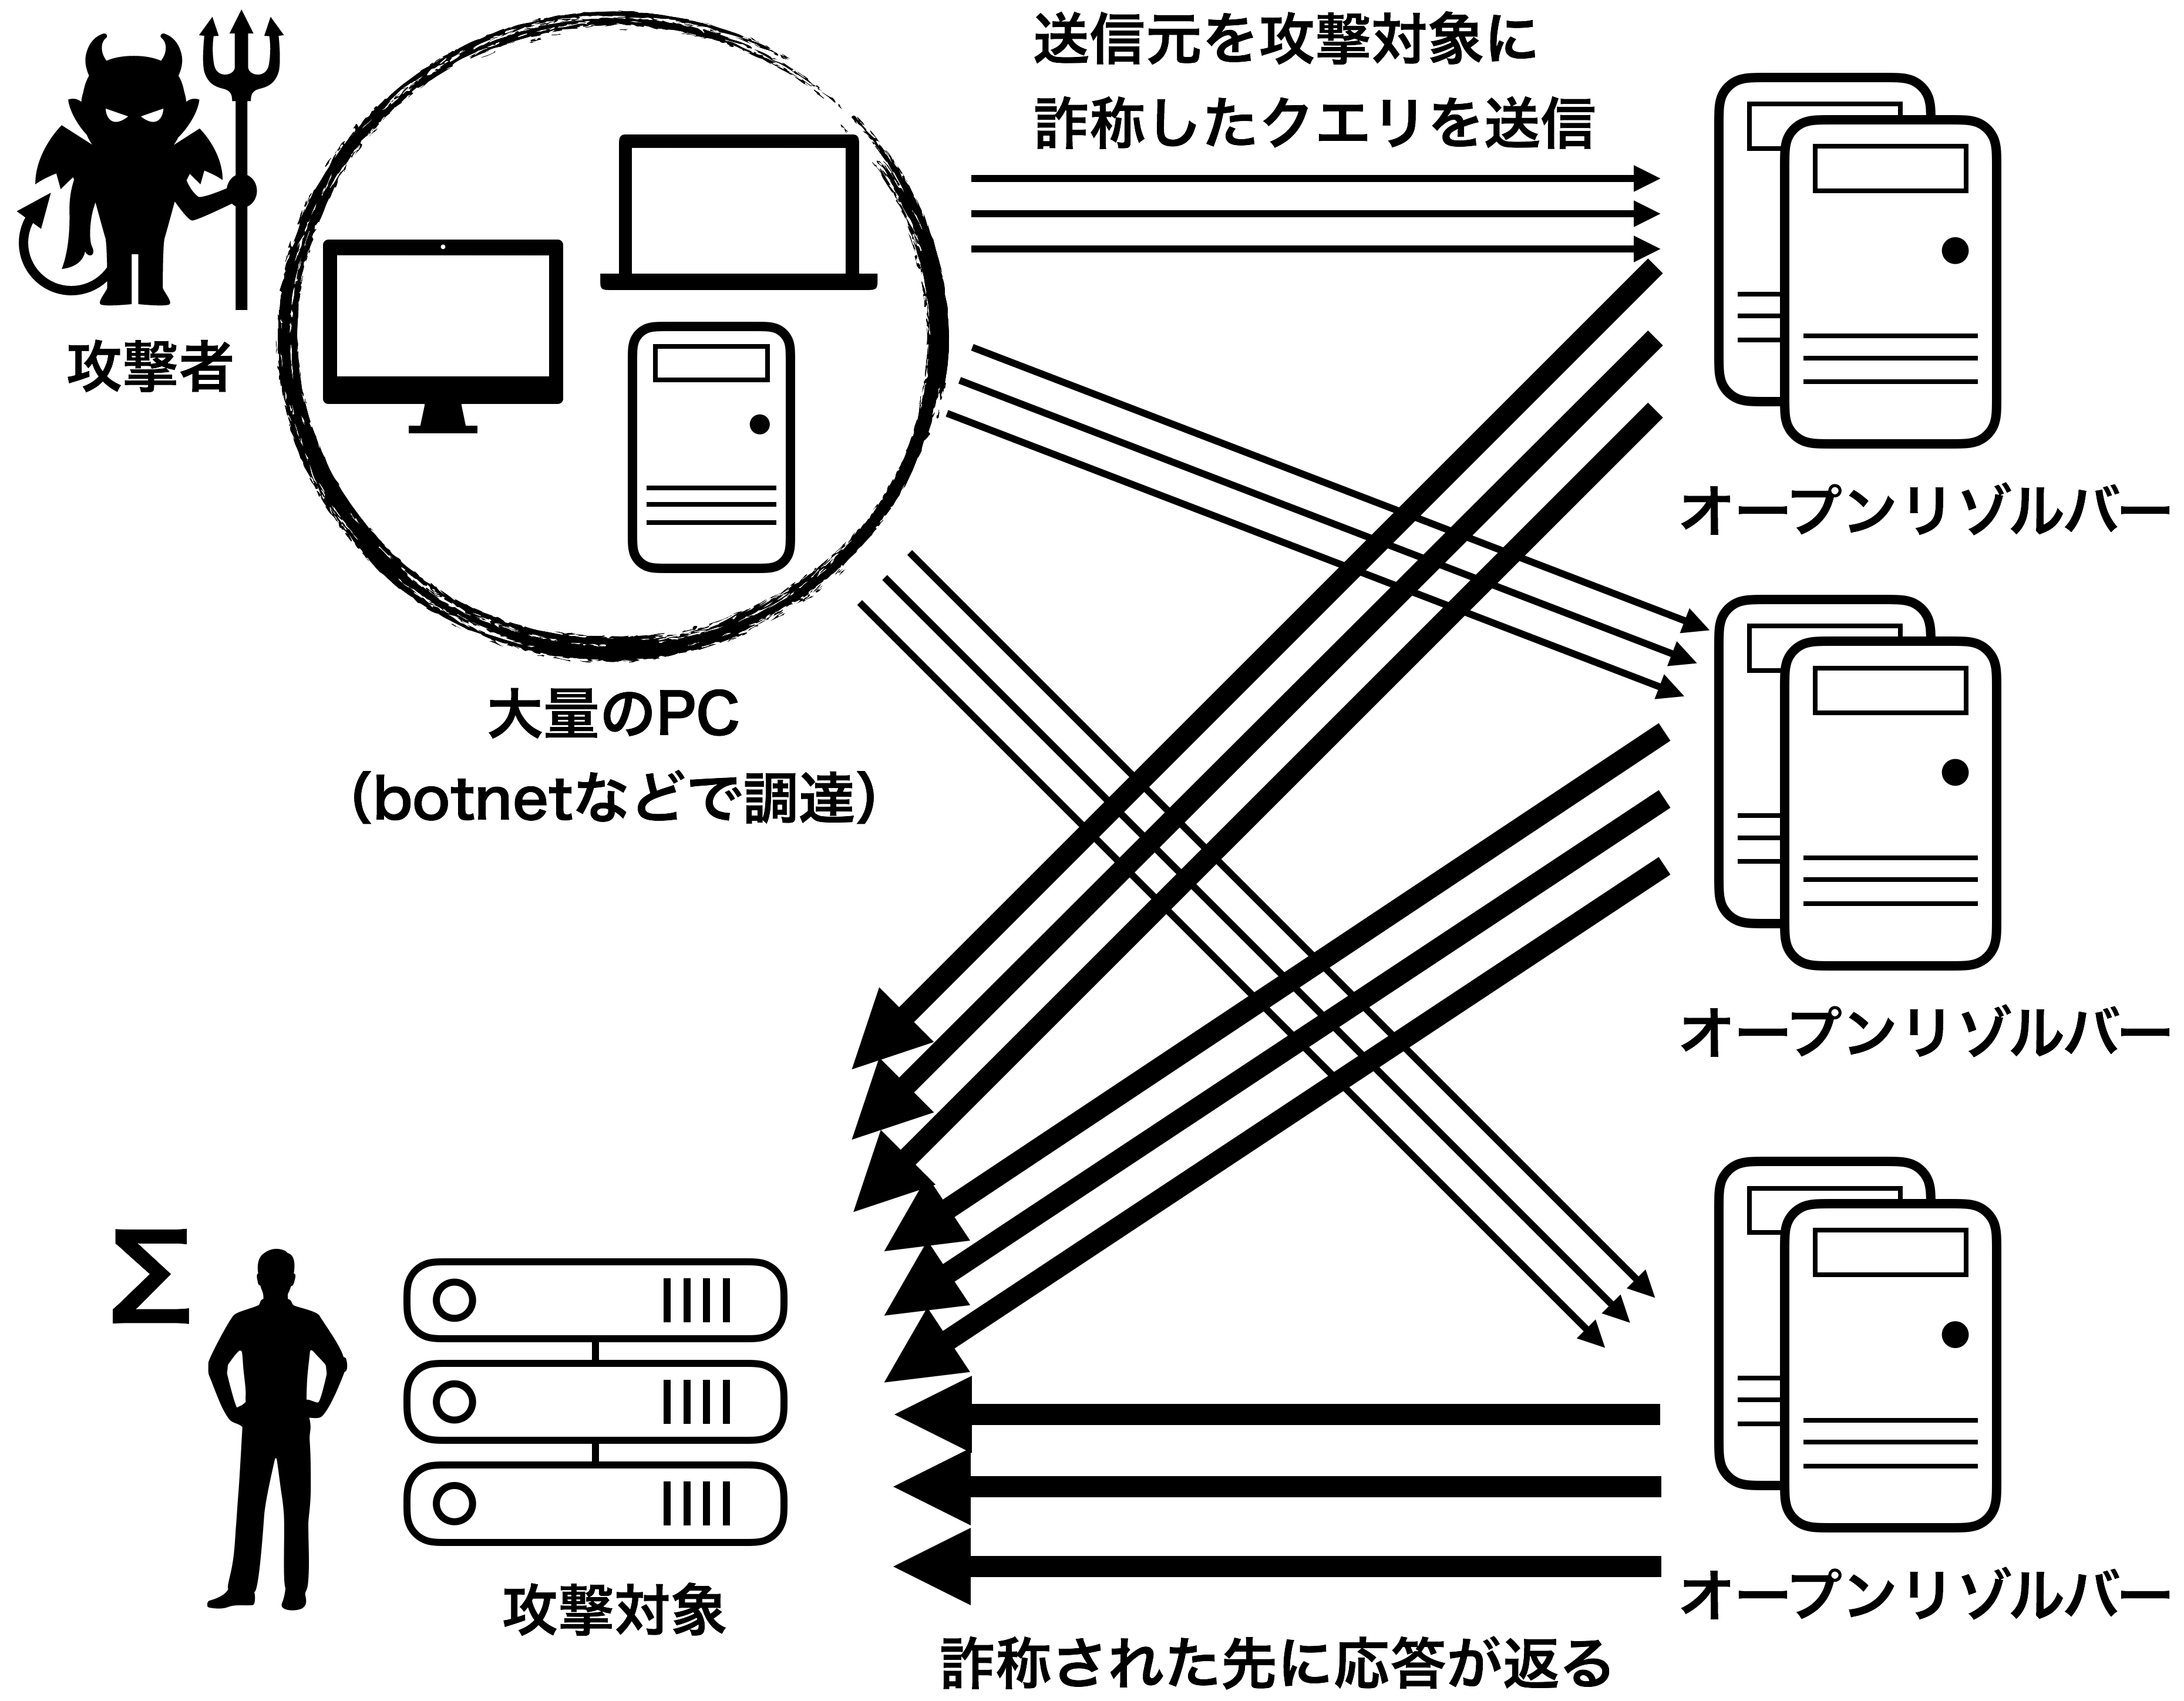 送信元を攻撃対象に
詐称したクエリを送信
攻撃者
オープンリゾルバー
大量のPC
(botnetなどで調達)
オープンリゾルバー
Σ
攻撃対象
オープンリゾルバー
詐称された先に応答が返る